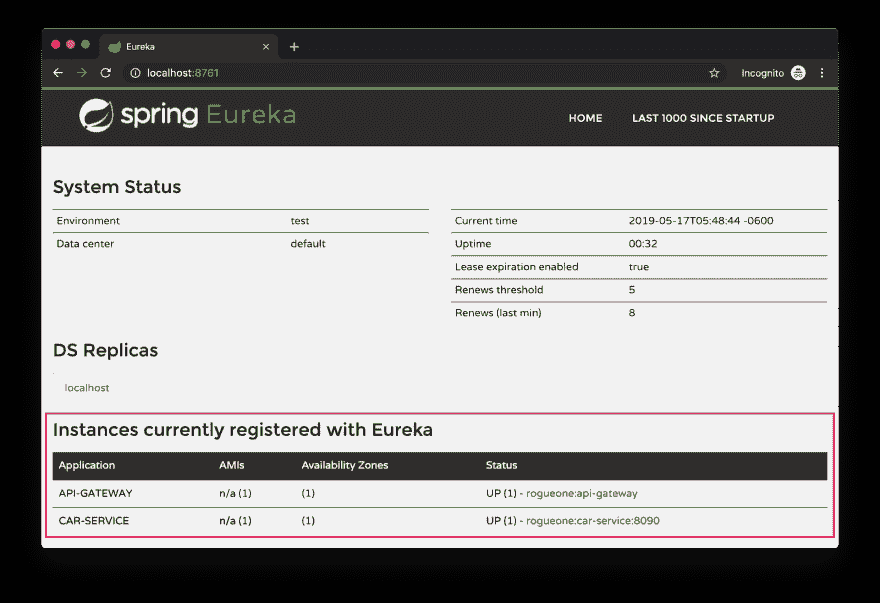 Eureka
localhost:8761
Incognito
spring Eureka
HOME LAST 1000 SINCE STARTUP
System Status
Environment test
Data center default
Current time 2019-05-17T05:48:44 -0600
Uptime 00:32
Lease expiration enabled true
Renews threshold 5
Renews (last min) 8
DS Replicas
localhost
Instances currently registered with Eureka
Application AMIs Availability Zones Status
API-GATEWAY n/a (1) (1) UP (1) - rogueone:api-gateway
CAR-SERVICE n/a (1) (1) UP (1) - rogueone:car-service:8090